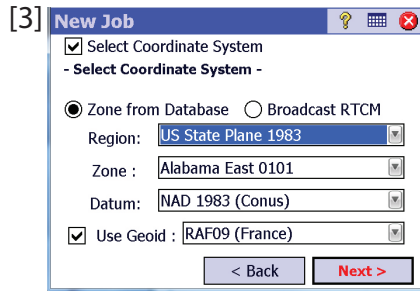 [3] New Job
Select Coordinate System
- Select Coordinate System -
Zone from Database Broadcast RTCM
Region: US State Plane 1983
Zone : Alabama East 0101
Datum: NAD 1983 (Conus)
Use Geoid : RAF09 (France)
< Back Next >